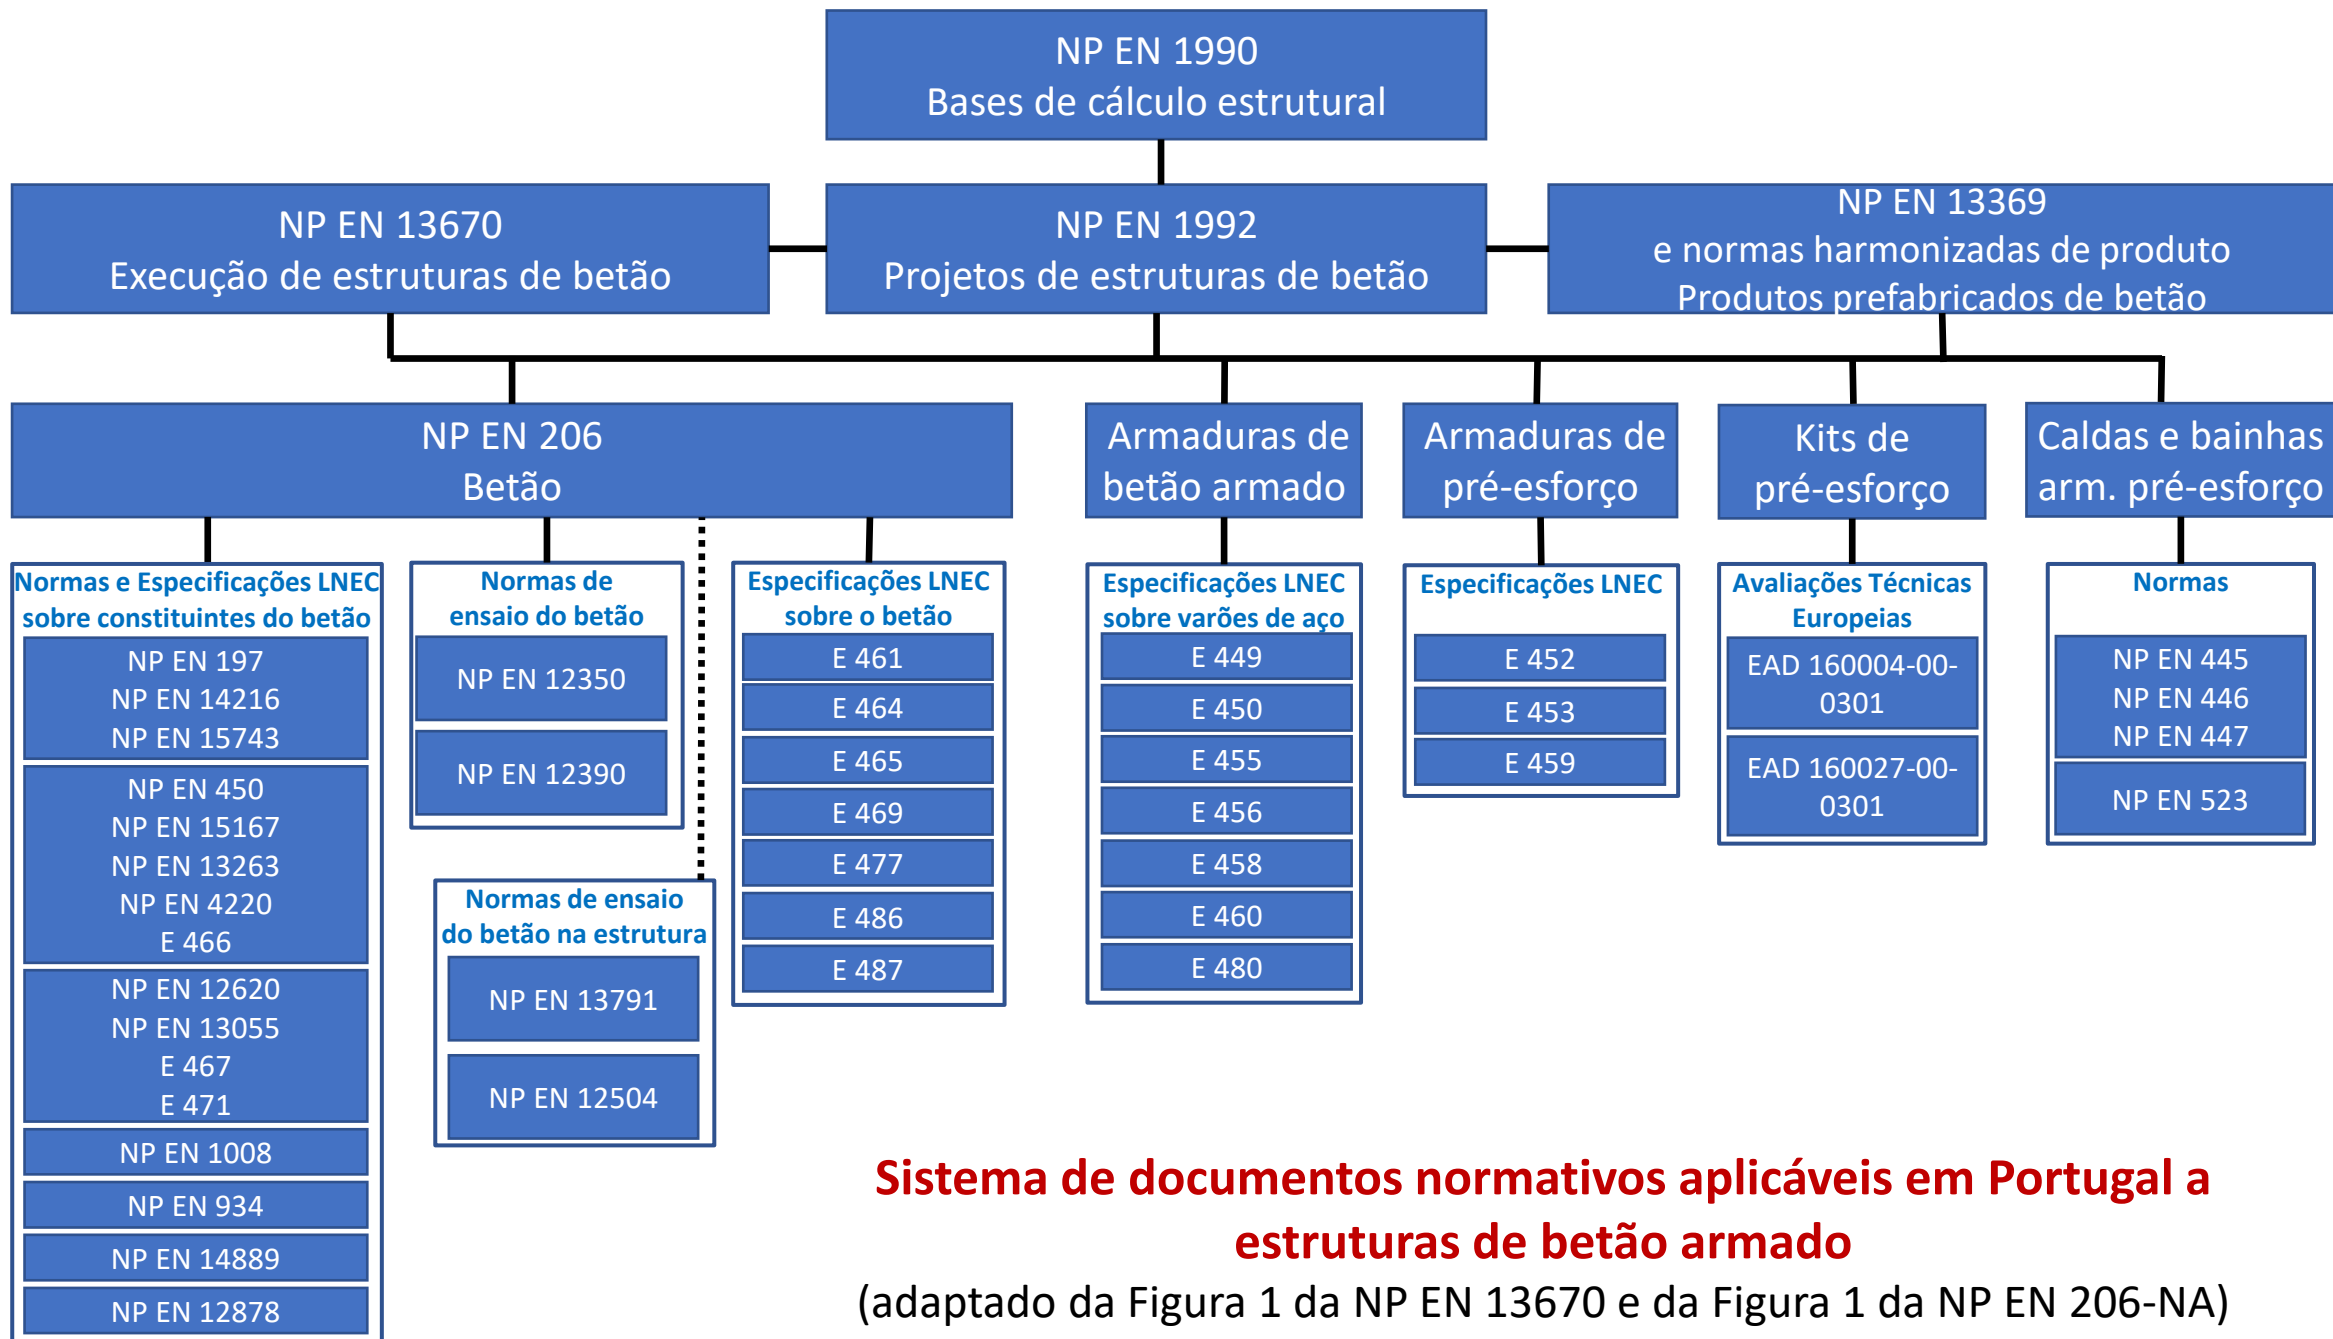 NP EN 1990
Bases de cálculo estrutural
NP EN 13670
Execução de estruturas de betão
NP EN 1992
Projetos de estruturas de betão
NP EN 13369
e normas harmonizadas de produto
Produtos prefabricados de betão
NP EN 206
Betão
Armaduras de
betão armado
Armaduras de
pré-esforço
Kits de
pré-esforço
Caldas e bainhas
arm. pré-esforço
Normas e Especificações LNEC
sobre constituintes do betão
NP EN 197
NP EN 14216
NP EN 15743
NP EN 450
NP EN 15167
NP EN 13263
NP EN 4220
E 466
NP EN 12620
NP EN 13055
E 467
E 471
NP EN 1008
NP EN 934
NP EN 14889
NP EN 12878
Normas de
ensaio do betão
NP EN 12350
NP EN 12390
Normas de ensaio
do betão na estrutura
NP EN 13791
NP EN 12504
Especificações LNEC
sobre o betão
E 461
E 464
E 465
E 469
E 477
E 486
E 487
Especificações LNEC
sobre varões de aço
E 449
E 450
E 455
E 456
E 458
E 460
E 480
Especificações LNEC
E 452
E 453
E 459
Avaliações Técnicas
Europeias
EAD 160004-00-
0301
EAD 160027-00-
0301
Normas
NP EN 445
NP EN 446
NP EN 447
NP EN 523
Sistema de documentos normativos aplicáveis em Portugal a
estruturas de betão armado
(adaptado da Figura 1 da NP EN 13670 e da Figura 1 da NP EN 206-NA)